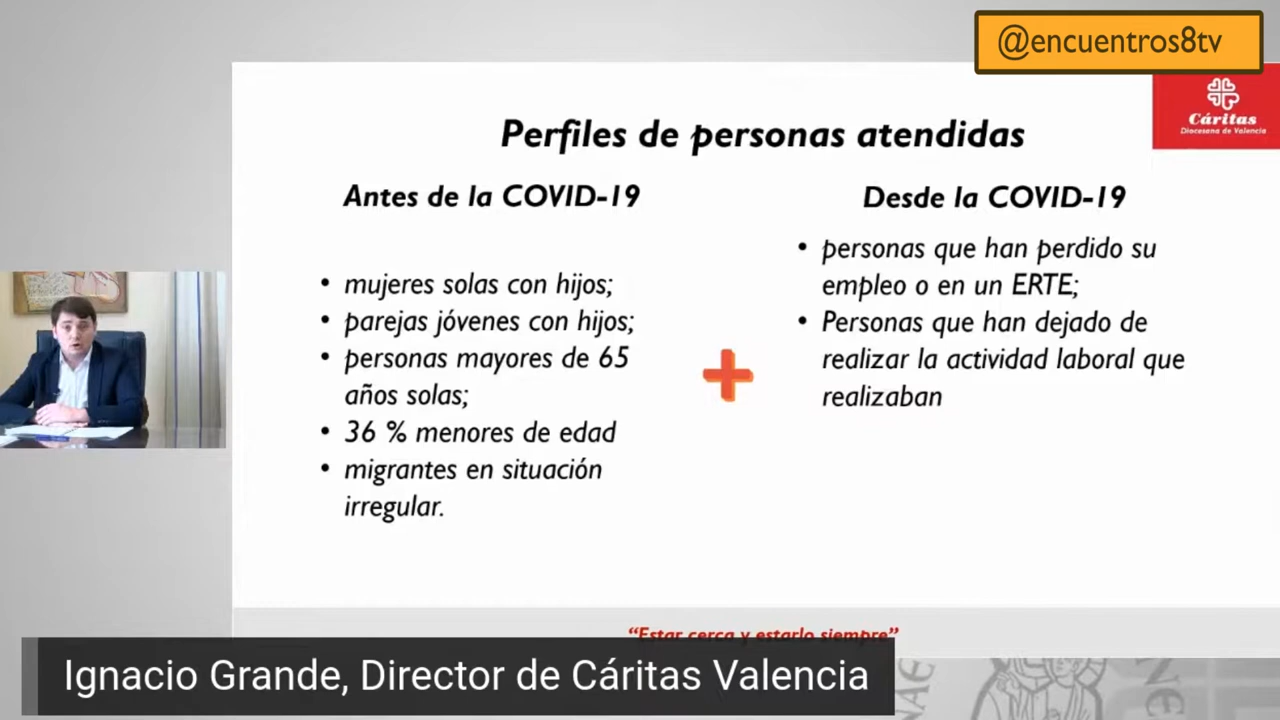 @encuentros8tv
Cáritas
Diocesana de Valencia
Perfiles de personas atendidas
Antes de la COVID-19
• mujeres solas con hijos;
• parejas jóvenes con hijos;
• personas mayores de 65
años solas;
• 36 % menores de edad
• migrantes en situación
irregular.
Desde la COVID-19
• personas que han perdido su
empleo o en un ERTE;
• Personas que han dejado de
realizar la actividad laboral que
realizaban
“Estar cerca y estarlo siempre”
Ignacio Grande, Director de Cáritas Valencia